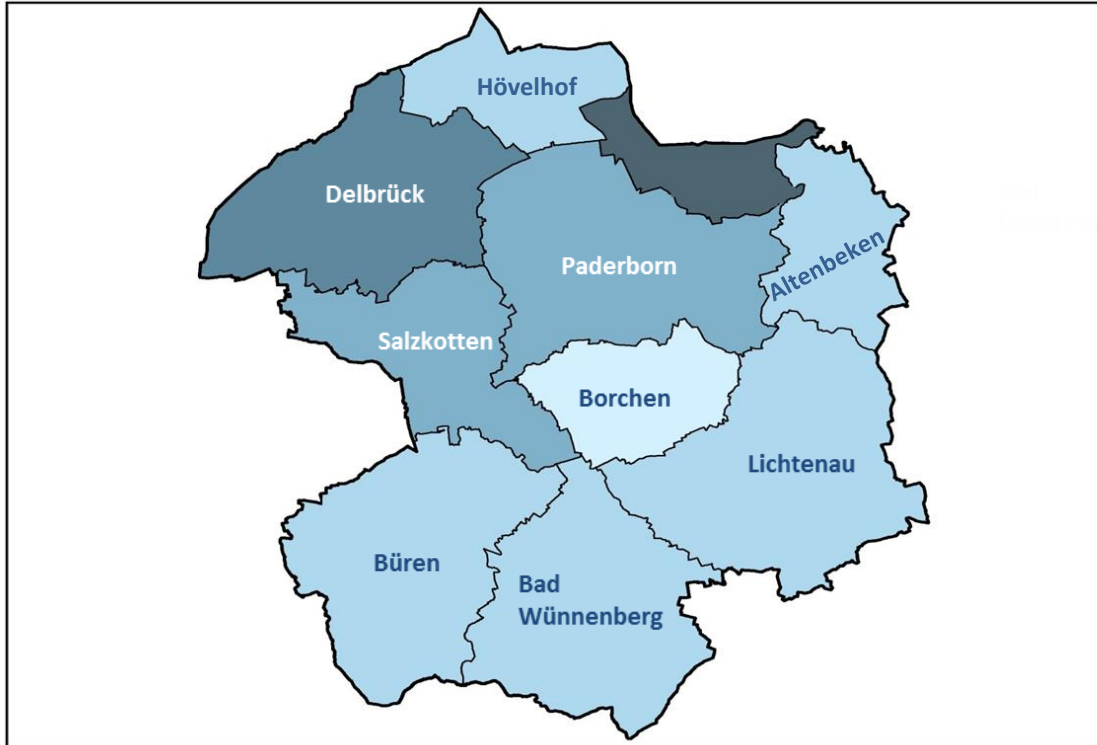 Hövelhof
Delbrück
Paderborn
Altenbeken
Salzkotten
Borchen
Lichtenau
Büren
Bad
Wünnenberg